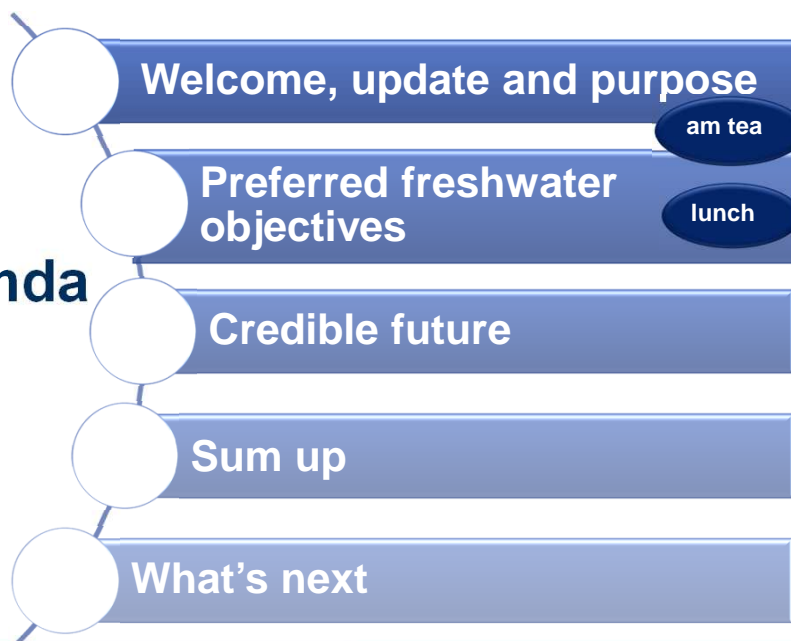 Welcome, update and purpose
am tea
Preferred freshwater
objectives
lunch
nda
Credible future
Sum up
What's next